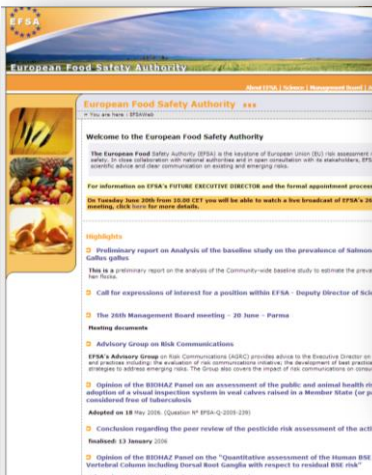 EFSA
European Food Safety Authority
About EFSA | Science | Management Board | A
European Food Safety Authority
You are here : EFSAWeb
Welcome to the European Food Safety Authority
The European Food Safety Authority (EFSA) is the keystone of European Union (EU) risk assessment
safety. In close collaboration with national authorities and in open consultation with its stakeholders, EFS
scientific advice and clear communication on existing and emerging risks.
For information on EFSA's FUTURE EXECUTIVE DIRECTOR and the formal appointment proce
On Tuesday June 20th from 10.00 CET you will be able to watch a live broadcast of EFSA's 26
meeting, click here for more details.
Highlights
Preliminary report on Analysis of the baseline study on the prevalence of Salmon
Gallus gallus
This is a preliminary report on the analysis of the Community-wide baseline study to estimate the preva
hen flocks.
Call for expressions of interest for a position within EFSA - Deputy Director of Sci
The 26th Management Board meeting - 20 June - Parma
Meeting documents
Advisory Group on Risk Communications
EFSA's Advisory Group on Risk Communications (AGRC) provides advice to the Executive Director on
and practices including: the evaluation of risk communications initiative; the development of best practice
strategies to address emerging risks. The Group also covers the impact of risk communications on consu
Opinion of the BIOHAZ Panel on an assessment of the public and animal health ri
adoption of a visual inspection system in veal calves raised in a Member State (or p
considered free of tuberculosis
Adopted on 18 May 2006. (Question N° EFSA-Q-2005-239)
Conclusion regarding the peer review of the pesticide risk assessment of the acti
finalised: 13 January 2006
Opinion of the BIOHAZ Panel on the "Quantitative assessment of the Human BSE
Vertebral Column including Dorsal Root Ganglia with respect to residual BSE risk"